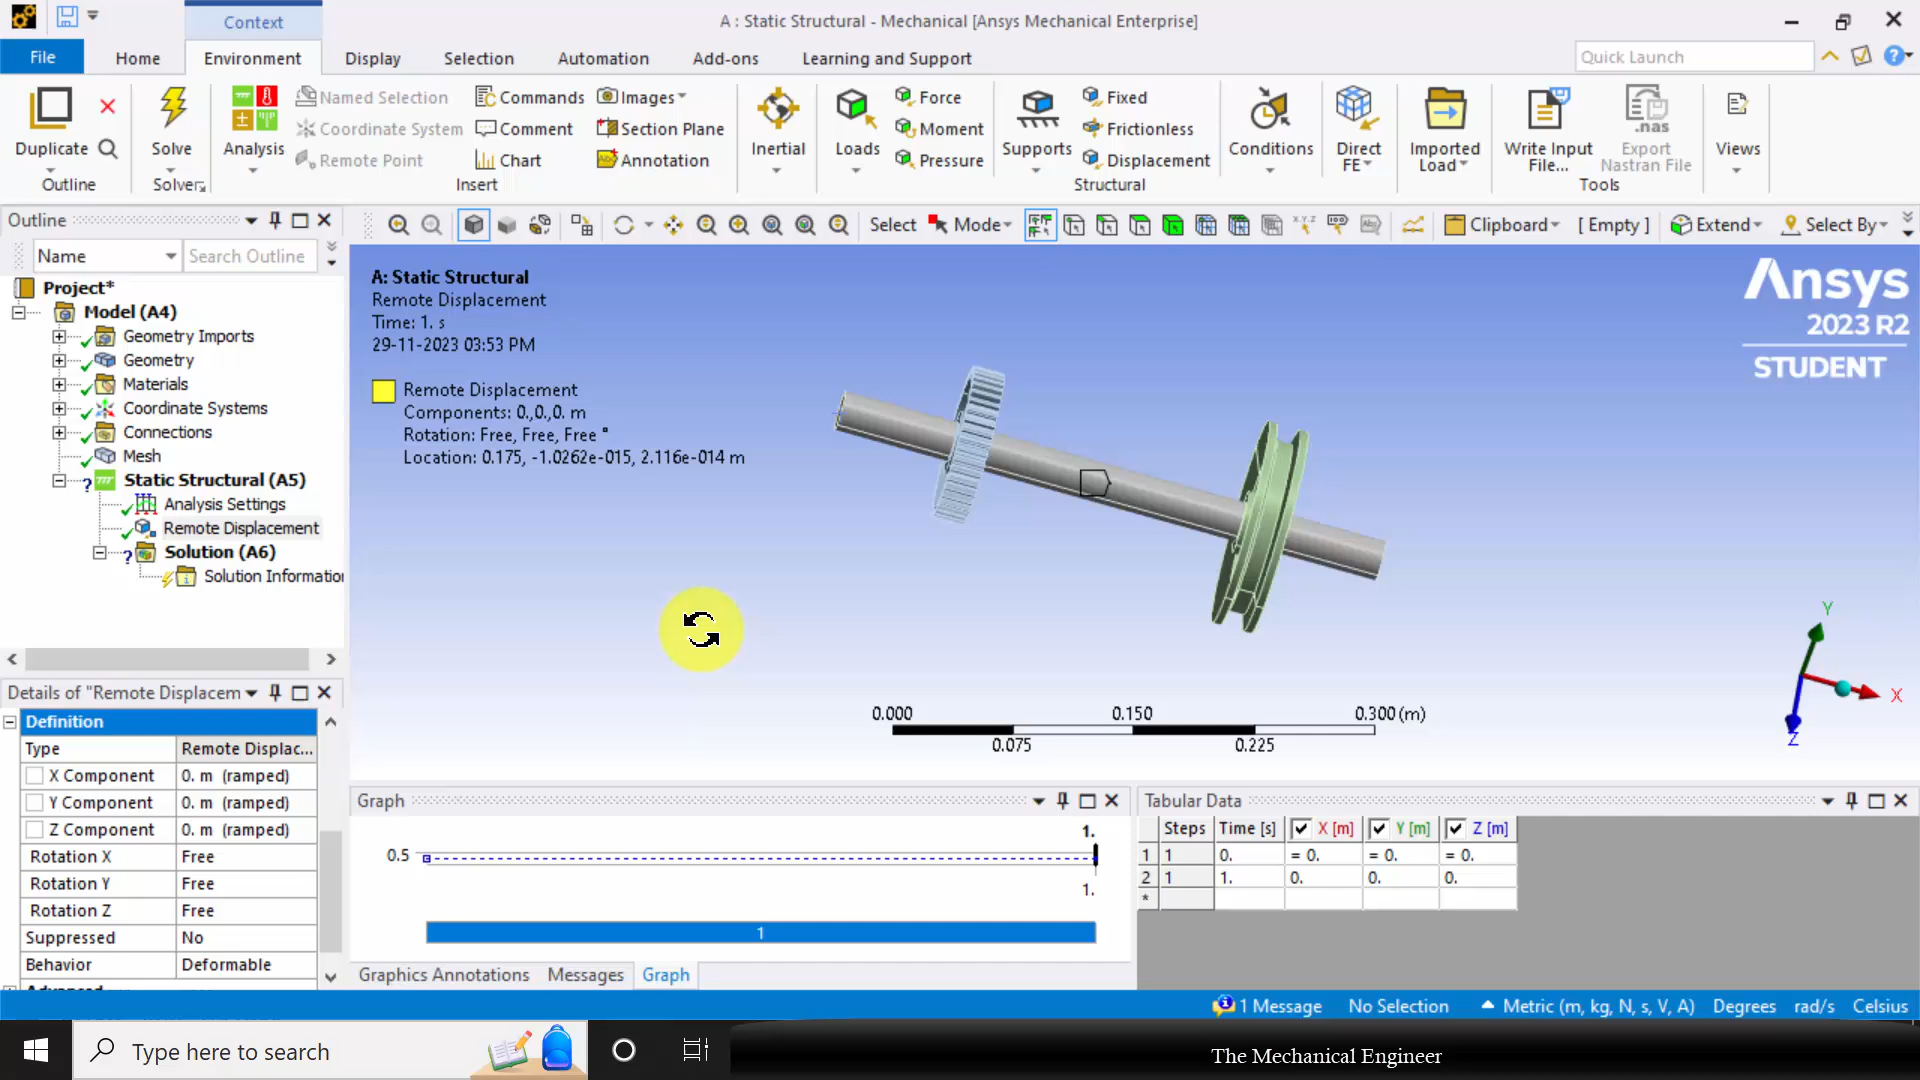 Context
A : Static Structural - Mechanical [Ansys Mechanical Enterprise]
File
Home
Environment
Display
Selection
Automation
Add-ons
Learning and Support
Quick Launch
Duplicate
Outline
Solve
Solver
Analysis
Named Selection
Coordinate System
Remote Point
Commands
Comment
Chart
Images
Section Plane
Annotation
Insert
Inertial
Loads
Force
Moment
Pressure
Supports
Fixed
Frictionless
Displacement
Structural
Conditions
Direct
FE
Imported
Load
Write Input
File...
.nas
Export
Nastran File
Tools
Views
Outline
Select
Mode
Clipboard
[ Empty ]
Extend
Select By
Name
Search Outline
Project*
Model (A4)
Geometry Imports
Geometry
Materials
Coordinate Systems
Connections
Mesh
Static Structural (A5)
Analysis Settings
Remote Displacement
Solution (A6)
Solution Informatio
A: Static Structural
Remote Displacement
Time: 1. s
29-11-2023 03:53 PM
Remote Displacement
Components: 0.,0.,0. m
Rotation: Free, Free, Free °
Location: 0.175, -1.0262e-015, 2.116e-014 m
Ansys
2023 R2
STUDENT
Y
X
Z
0.000
0.150
0.300 (m)
0.075
0.225
Details of "Remote Displacem
Definition
Type Remote Displac...
X Component 0. m (ramped)
Y Component 0. m (ramped)
Z Component 0. m (ramped)
Rotation X Free
Rotation Y Free
Rotation Z Free
Suppressed No
Behavior Deformable
Graph
1.
0.5
1.
1
Graphics Annotations
Messages
Graph
Tabular Data
Steps Time [s] X [m] Y [m] Z [m]
1 1 0. = 0. = 0. = 0.
2 1 1. 0. 0. 0.
*
1 Message
No Selection
Metric (m, kg, N, s, V, A)
Degrees
rad/s
Celsius
Type here to search
The Mechanical Engineer